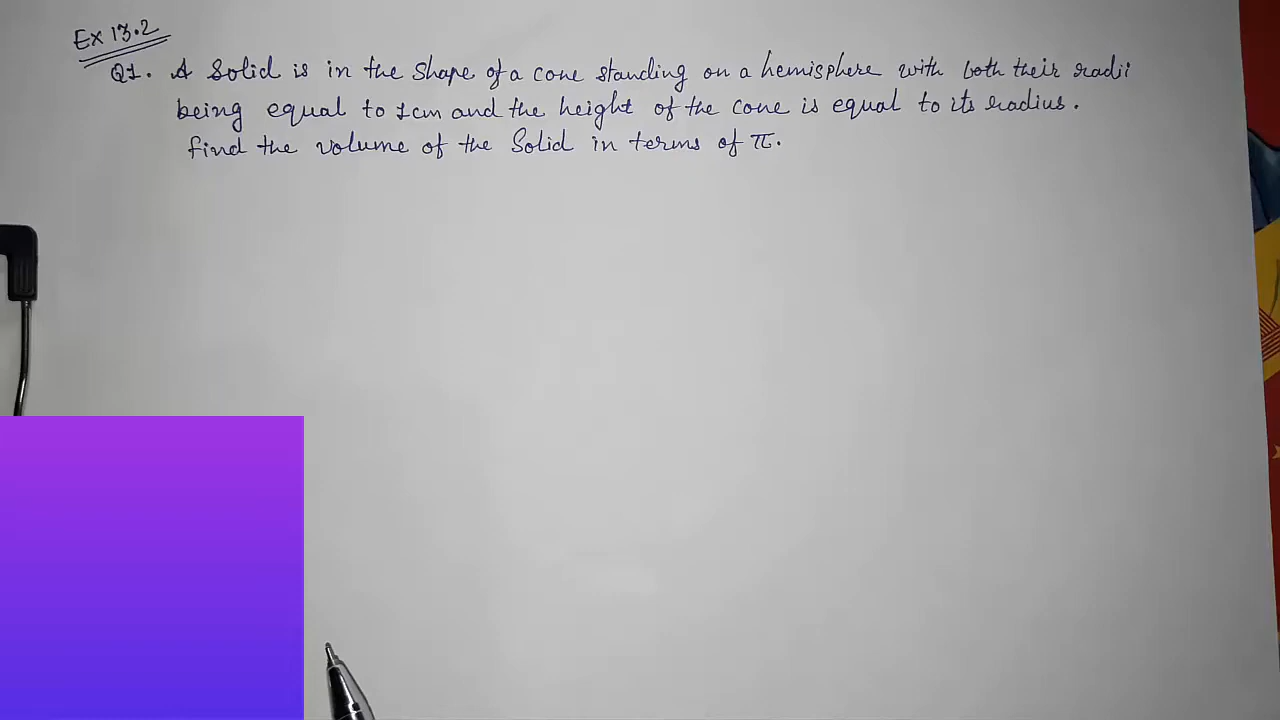 Ex 13.2
Q1. A Solid is in the shape of a cone standing on a hemisphere with both their radii
being equal to 1cm and the height of the cone is equal to its radius.
find the volume of the Solid in terms of π.